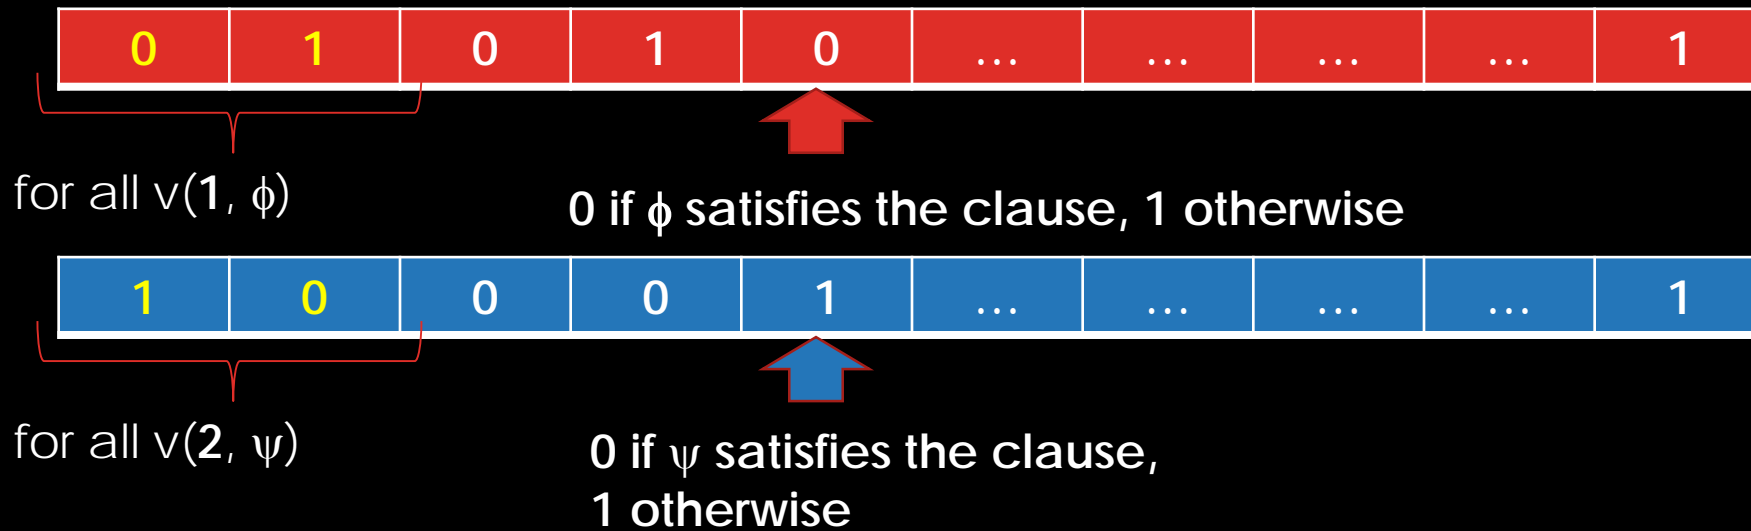 0 1 0 1 0 ... ... ... ... 1
for all v(1, ϕ)
0 if ϕ satisfies the clause, 1 otherwise
1 0 0 0 1 ... ... ... ... 1
for all v(2, ψ)
0 if ψ satisfies the clause,
1 otherwise